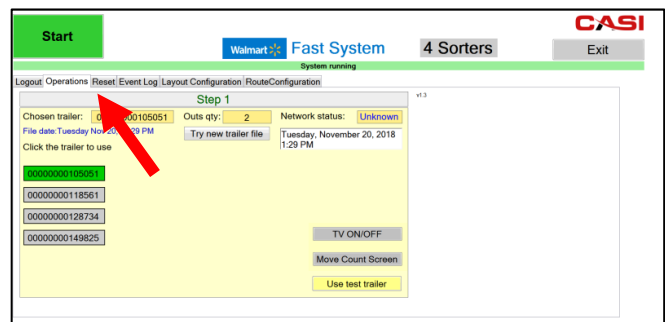 Start
CASI
Walmart Fast System
4 Sorters
Exit
System running
Logout Operations Reset Event Log Layout Configuration RouteConfiguration
Step 1
v1.3
Chosen trailer: 00000000105051 Outs qty: 2 Network status: Unknown
File date:Tuesday Nov 20, 1:29 PM
Try new trailer file
Tuesday, November 20, 2018
1:29 PM
Click the trailer to use
00000000105051
00000000118561
00000000128734
00000000149825
TV ON/OFF
Move Count Screen
Use test trailer